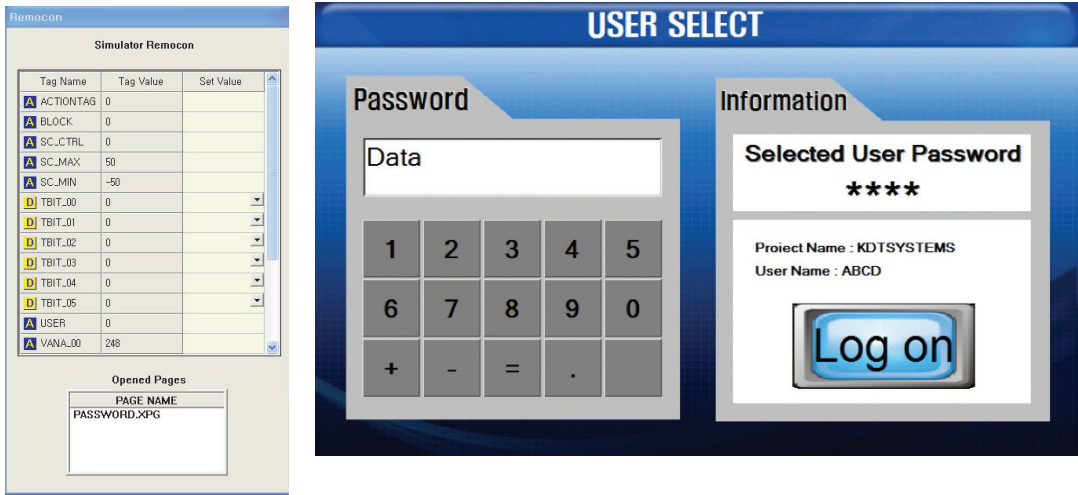 Remocon
Simulator Remocon
Tag Name Tag Value Set Value
A ACTIONTAG 0
A BLOCK 0
A SC_CTRL 0
A SC_MAX 50
A SC_MIN -50
D TBIT_00 0
D TBIT_01 0
D TBIT_02 0
D TBIT_03 0
D TBIT_04 0
D TBIT_05 0
A USER 0
A VANA_00 248
Opened Pages
PAGE NAME
PASSWORD.XPG
USER SELECT
Password
Data
1 2 3 4 5
6 7 8 9 0
+ - = .
Information
Selected User Password
****
Proiect Name : KDTSYSTEMS
User Name : ABCD
Log on